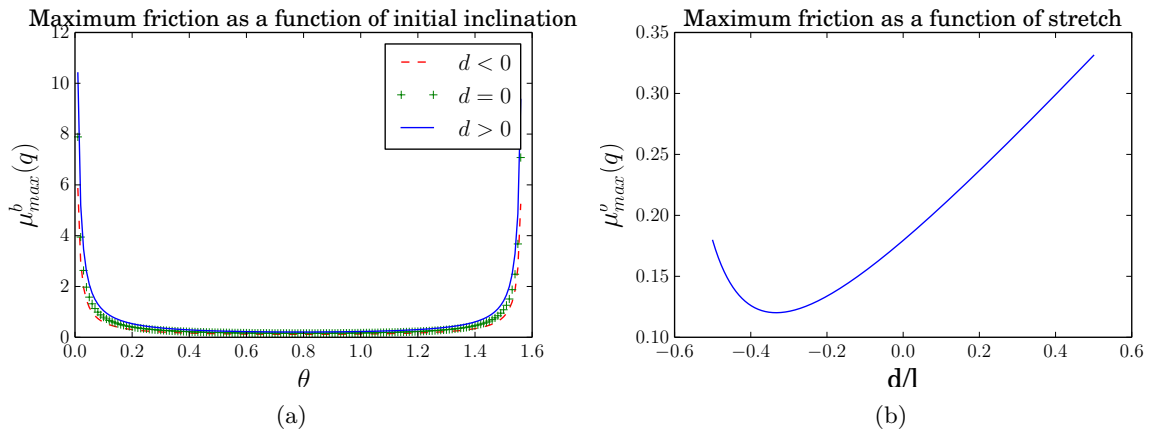 Maximum friction as a function of initial inclination
12
10
8
6
4
2
0
0.0 0.2 0.4 0.6 0.8 1.0 1.2 1.4 1.6
θ
μ^b_max(q)
d < 0
d = 0
d > 0
(a)
Maximum friction as a function of stretch
0.35
0.30
0.25
0.20
0.15
0.10
−0.6 −0.4 −0.2 0.0 0.2 0.4 0.6
d/l
μ^b_max(q)
(b)